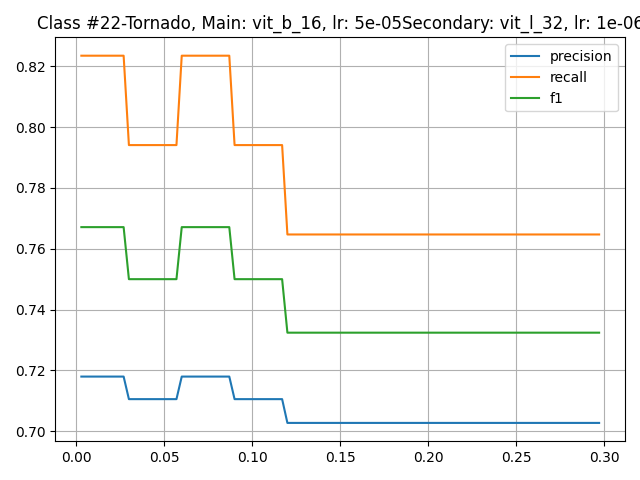 Class #22-Tornado, Main: vit_b_16, lr: 5e-05Secondary: vit_l_32, lr: 1e-06
precision
recall
f1
0.82
0.80
0.78
0.76
0.74
0.72
0.70
0.00 0.05 0.10 0.15 0.20 0.25 0.30